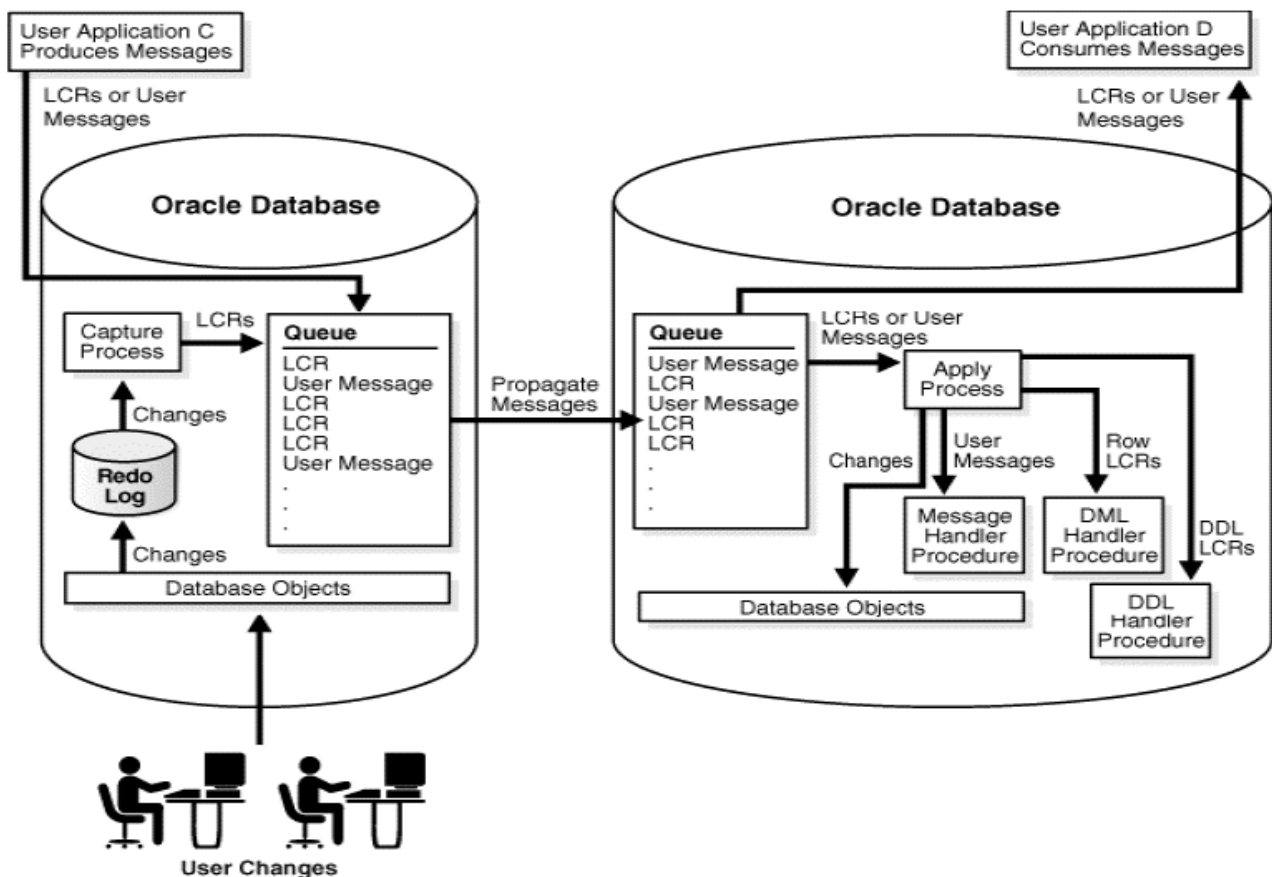 User Application C
Produces Messages
LCRs or User
Messages
User Application D
Consumes Messages
LCRs or User
Messages
Oracle Database
Capture
Process
LCRs
Queue
LCR
User Message
LCR
LCR
LCR
User Message
.
.
.
Changes
Redo
Log
Changes
Database Objects
User Changes
Propagate
Messages
Oracle Database
Queue
User Message
LCR
User Message
LCR
LCR
.
.
.
.
LCRs or User
Messages
Apply
Process
Changes
User
Messages
Row
LCRs
DDL
LCRs
Message
Handler
Procedure
DML
Handler
Procedure
DDL
Handler
Procedure
Database Objects